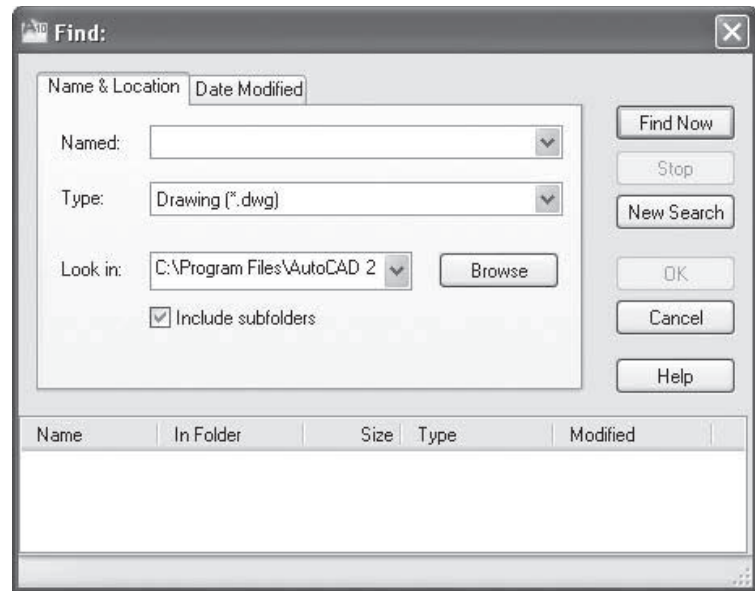 Find:
Name & Location Date Modified
Named:
Type: Drawing (*.dwg)
Look in: C:\Program Files\AutoCAD 2 Browse
Include subfolders
Find Now
Stop
New Search
OK
Cancel
Help
Name In Folder Size Type Modified